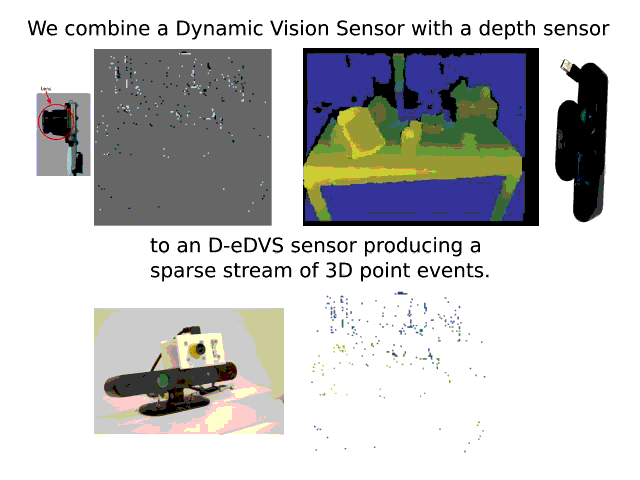 We combine a Dynamic Vision Sensor with a depth sensor
Lens
to an D-eDVS sensor producing a
sparse stream of 3D point events.